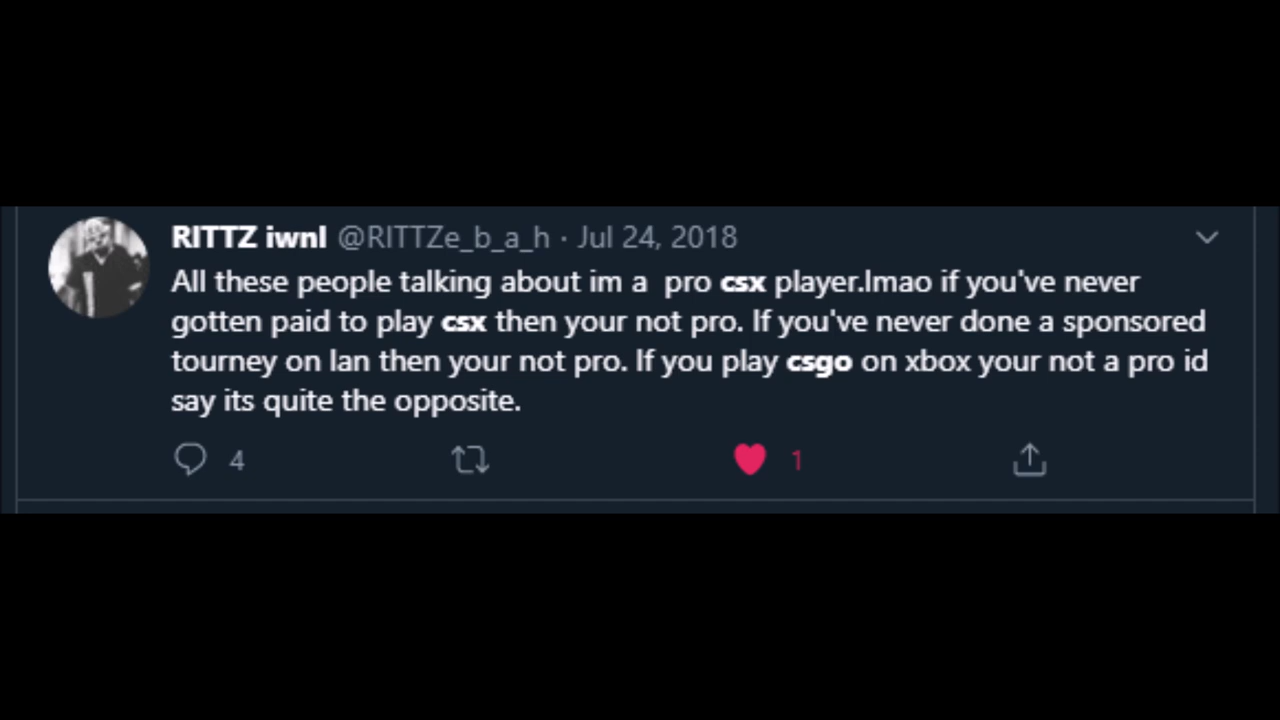 RITTZ iwnl @RITTZe_b_a_h · Jul 24, 2018
All these people talking about im a  pro csx player.lmao if you've never
gotten paid to play csx then your not pro. If you've never done a sponsored
tourney on lan then your not pro. If you play csgo on xbox your not a pro id
say its quite the opposite.
4 1